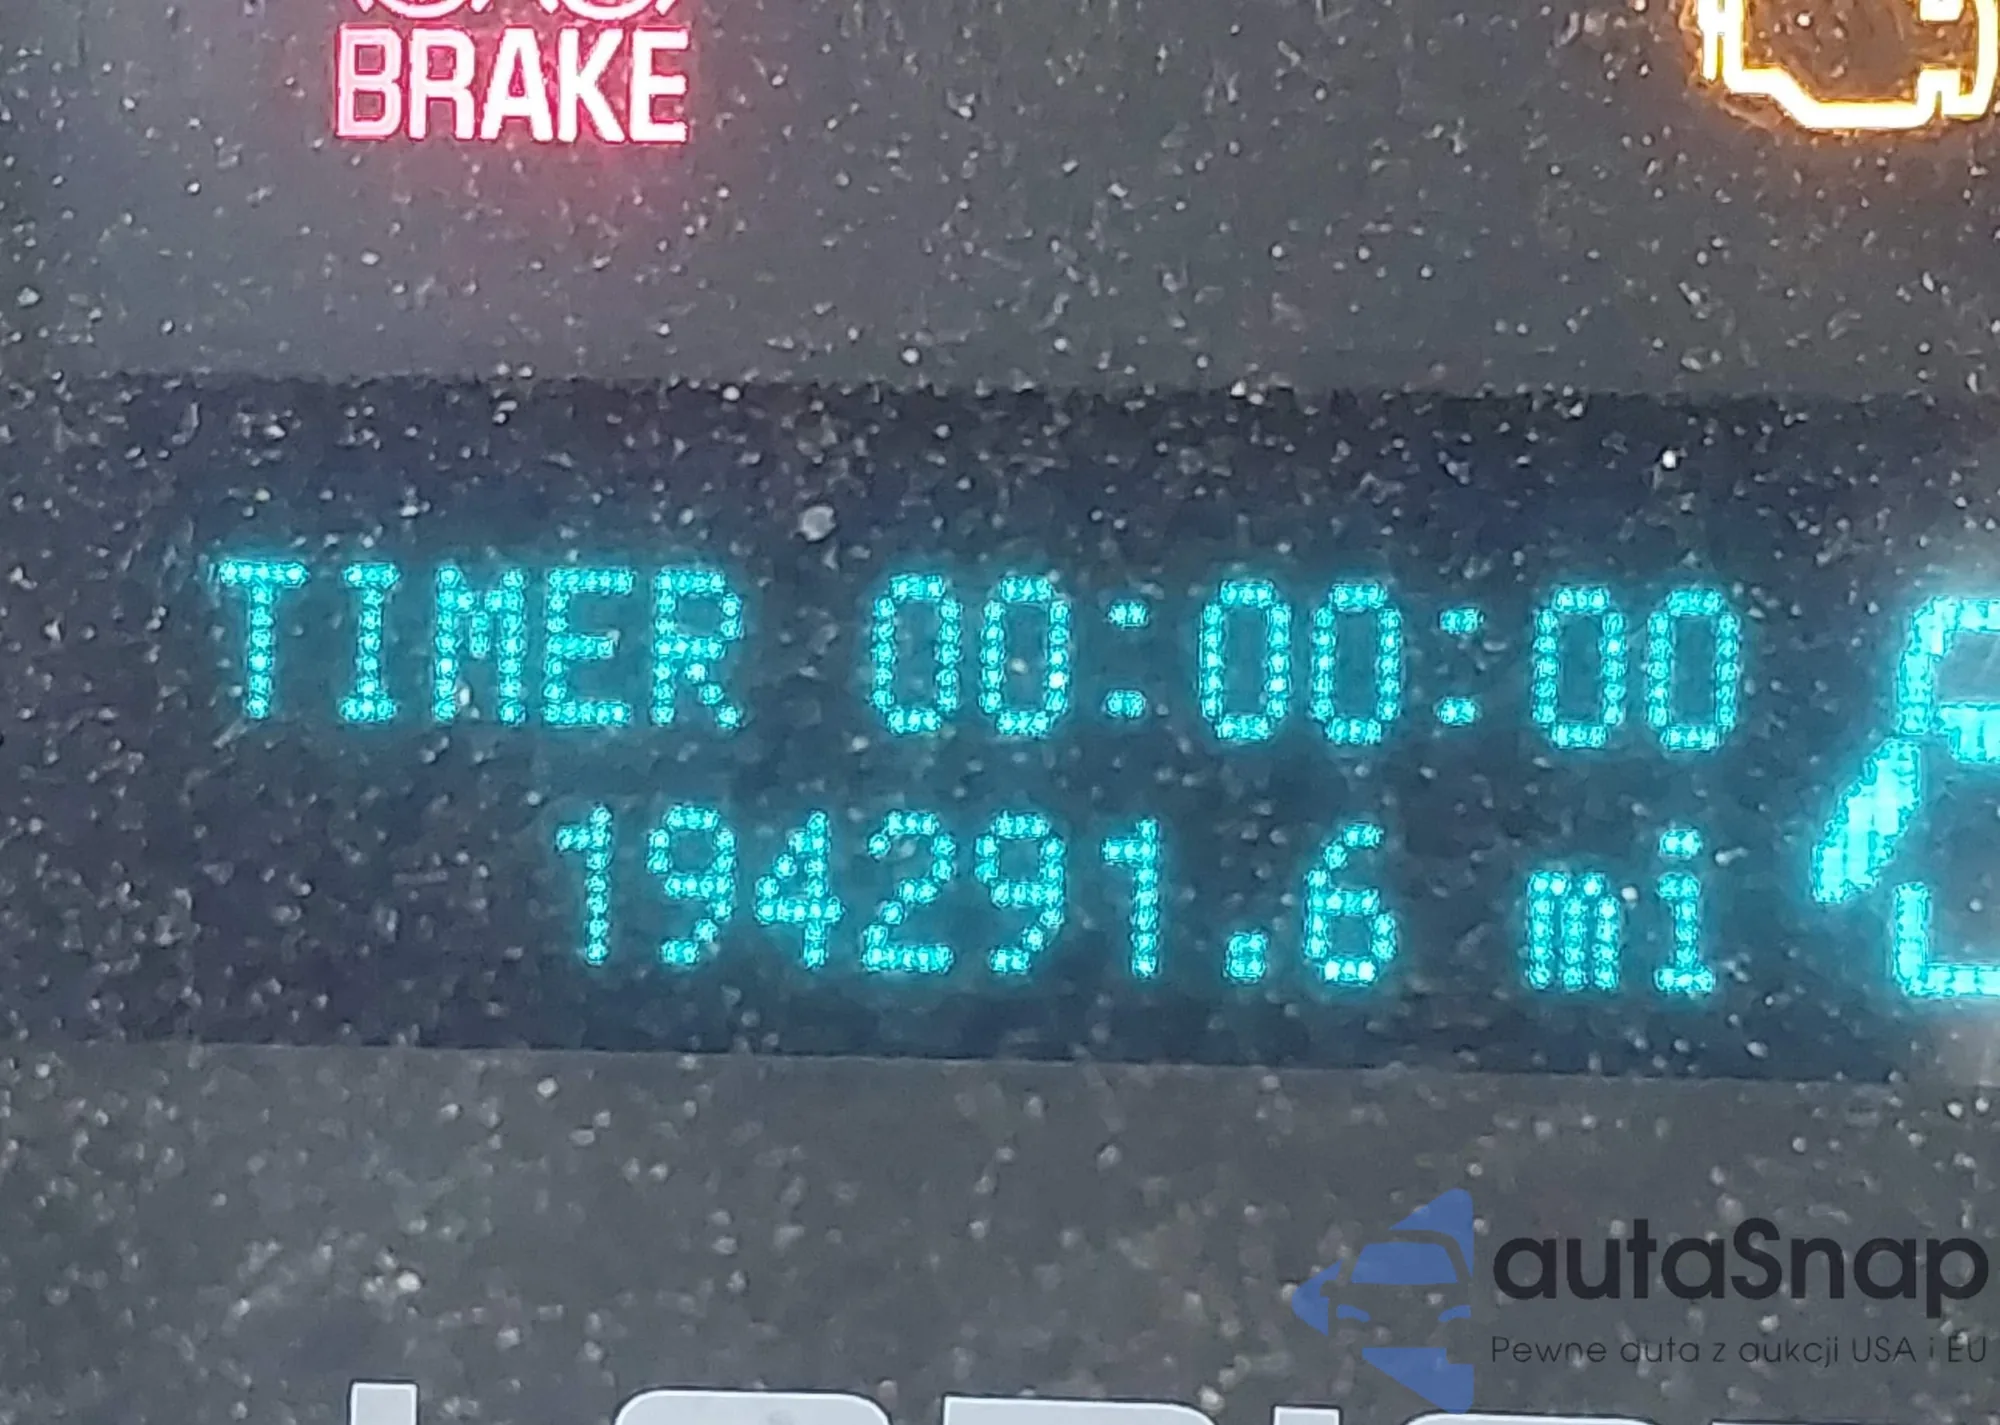 BRAKE
TIMER 00:00:00
194291.6 mi
autaSnap
Pewne auta z aukcji USA i EU